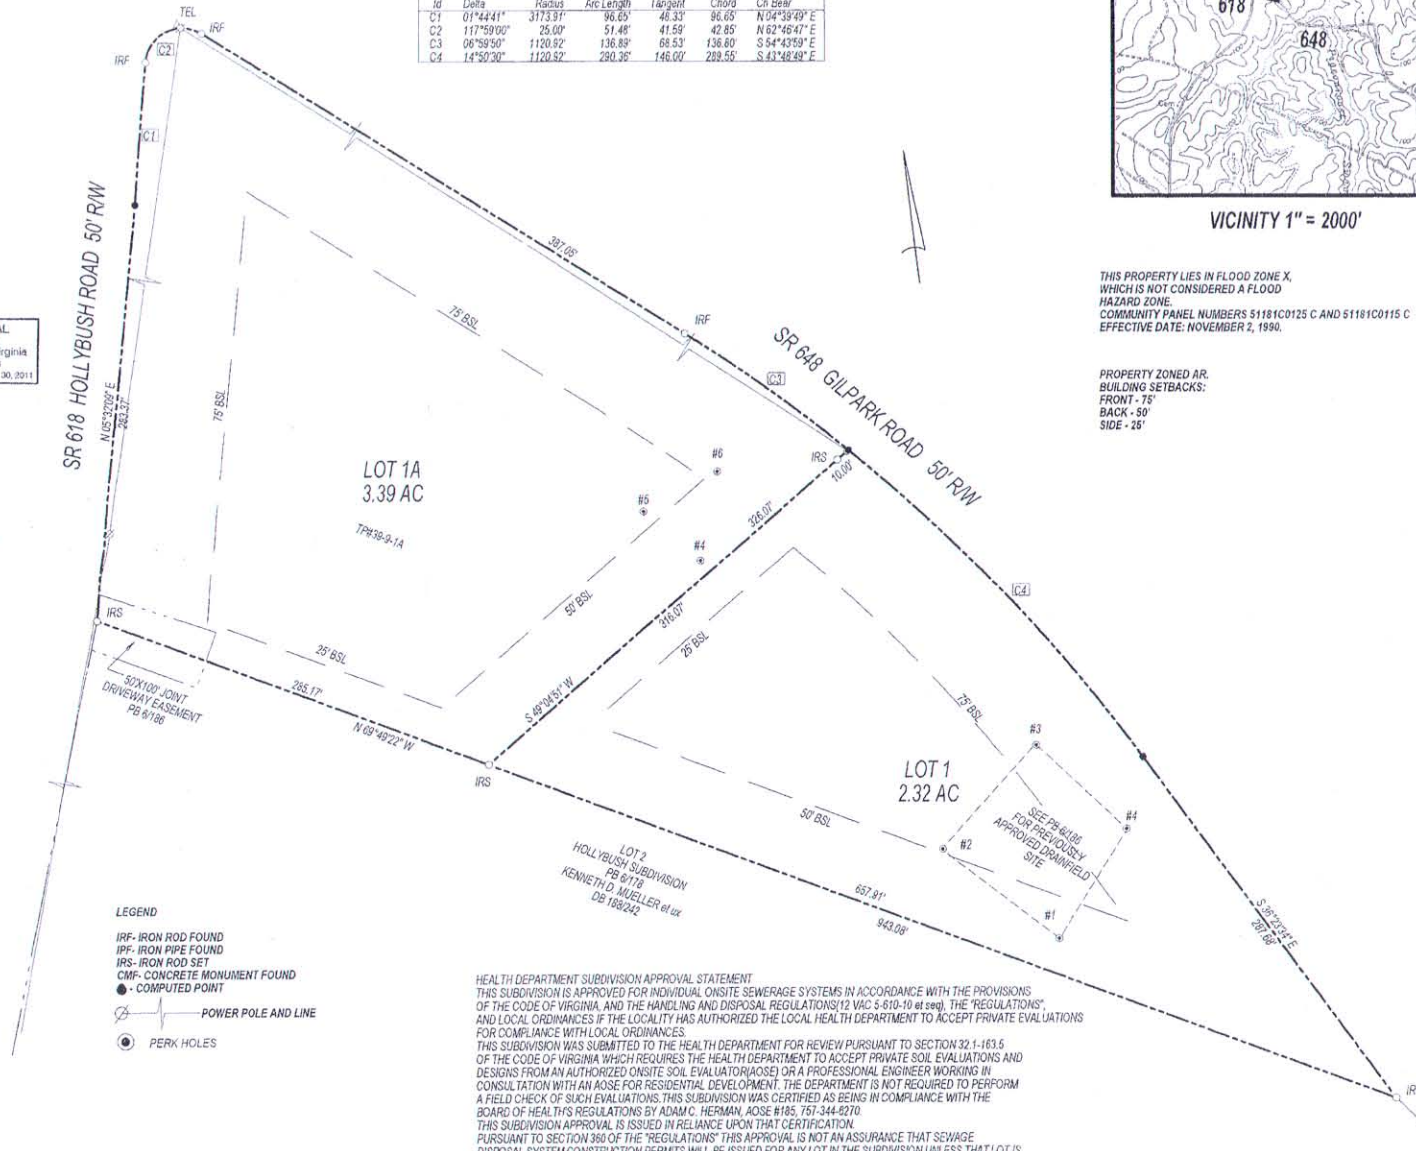 Id Delta Radius Arc Length Tangent Chord Ch Bear
C1 01°44'41" 3173.91' 96.65' 48.33' 96.65' N 04°39'49" E
C2 117°59'00" 25.00' 51.48' 41.59' 42.85' N 62°46'47" E
C3 06°59'50" 1120.92' 136.89' 68.53' 136.80' S 54°43'59" E
C4 14°50'30" 1120.92' 290.36' 146.00' 289.55' S 43°48'49" E
TEL
IRF
IRF
C2
C1
618
648
VICINITY 1" = 2000'
THIS PROPERTY LIES IN FLOOD ZONE X,
WHICH IS NOT CONSIDERED A FLOOD
HAZARD ZONE.
COMMUNITY PANEL NUMBERS 51181C0125 C AND 51181C0115 C
EFFECTIVE DATE: NOVEMBER 2, 1990.
PROPERTY ZONED AR.
BUILDING SETBACKS:
FRONT - 75'
BACK - 50'
SIDE - 25'
SR 618 HOLLYBUSH ROAD 50' R/W
N 05°32'09" E
283.37'
30, 2011
387.05'
75' BSL
75' BSL
IRF
C3
SR 648 GILPARK ROAD 50' R/W
IRS
10.00'
#6
#5
#4
LOT 1A
3.39 AC
TP#39-9-1A
326.07'
316.07'
50' BSL
25' BSL
C4
IRS
25' BSL
285.17'
50'X100' JOINT
DRIVEWAY EASEMENT
PB 6/186
N 69°49'22" W
S 49°04'51" W
IRS
75' BSL
LOT 1
2.32 AC
50' BSL
#3
#4
#2
#1
SEE PB 6/186
FOR PREVIOUSLY
APPROVED DRAINFIELD
SITE
LOT 2
HOLLYBUSH SUBDIVISION
PB 6/178
KENNETH D. MUELLER et ux
DB 188/242
657.91'
943.08'
S 36°23'34" E
287.68'
LEGEND
IRF- IRON ROD FOUND
IPF- IRON PIPE FOUND
IRS- IRON ROD SET
CMF- CONCRETE MONUMENT FOUND
- COMPUTED POINT
POWER POLE AND LINE
PERK HOLES
HEALTH DEPARTMENT SUBDIVISION APPROVAL STATEMENT
THIS SUBDIVISION IS APPROVED FOR INDIVIDUAL ONSITE SEWERAGE SYSTEMS IN ACCORDANCE WITH THE PROVISIONS
OF THE CODE OF VIRGINIA, AND THE HANDLING AND DISPOSAL REGULATIONS(12 VAC 5-610-10 et seq), THE "REGULATIONS",
AND LOCAL ORDINANCES IF THE LOCALITY HAS AUTHORIZED THE LOCAL HEALTH DEPARTMENT TO ACCEPT PRIVATE EVALUATIONS
FOR COMPLIANCE WITH LOCAL ORDINANCES.
THIS SUBDIVISION WAS SUBMITTED TO THE HEALTH DEPARTMENT FOR REVIEW PURSUANT TO SECTION 32.1-163.5
OF THE CODE OF VIRGINIA WHICH REQUIRES THE HEALTH DEPARTMENT TO ACCEPT PRIVATE SOIL EVALUATIONS AND
DESIGNS FROM AN AUTHORIZED ONSITE SOIL EVALUATOR(AOSE) OR A PROFESSIONAL ENGINEER WORKING IN
CONSULTATION WITH AN AOSE FOR RESIDENTIAL DEVELOPMENT. THE DEPARTMENT IS NOT REQUIRED TO PERFORM
A FIELD CHECK OF SUCH EVALUATIONS. THIS SUBDIVISION WAS CERTIFIED AS BEING IN COMPLIANCE WITH THE
BOARD OF HEALTH'S REGULATIONS BY ADAM C. HERMAN, AOSE #185, 757-344-6270.
THIS SUBDIVISION APPROVAL IS ISSUED IN RELIANCE UPON THAT CERTIFICATION.
PURSUANT TO SECTION 360 OF THE "REGULATIONS" THIS APPROVAL IS NOT AN ASSURANCE THAT SEWAGE
DISPOSAL SYSTEM CONSTRUCTION PERMITS WILL BE ISSUED FOR ANY LOT IN THE SUBDIVISION UNLESS THAT LOT IS